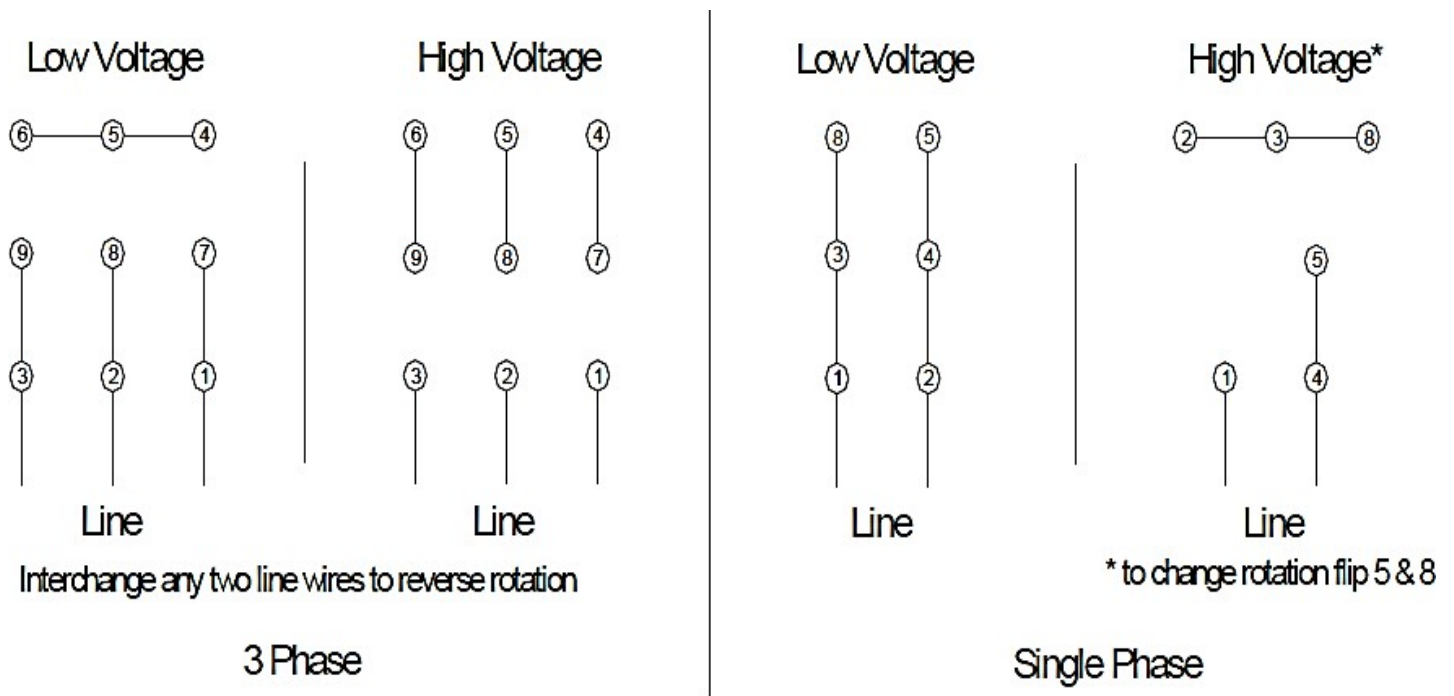 Low Voltage
High Voltage
6 5 4
9 8 7
3 2 1
Line
6 5 4
9 8 7
3 2 1
Line
Interchange any two line wires to reverse rotation
3 Phase
Low Voltage
High Voltage*
8 5
3 4
1 2
Line
2 3 8
5
1 4
Line
* to change rotation flip 5 & 8
Single Phase